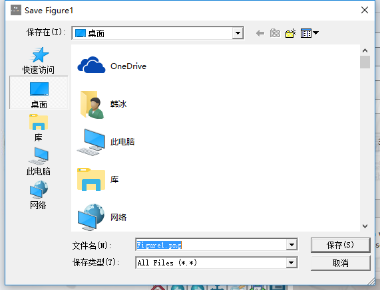 Save Figure1
保存在(I):
桌面
快速访问
桌面
库
此电脑
网络
OneDrive
韩冰
此电脑
库
网络
文件名(N):
Figure1.png
保存(S)
保存类型(T):
All Files (*.*)
取消